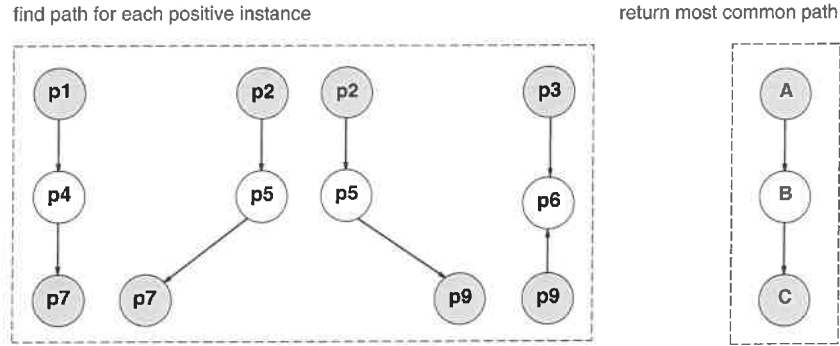 find path for each positive instance
return most common path
p1 p2 p2 p3 A
p4 p5 p5 p6 B
p7 p7 p9 p9 C